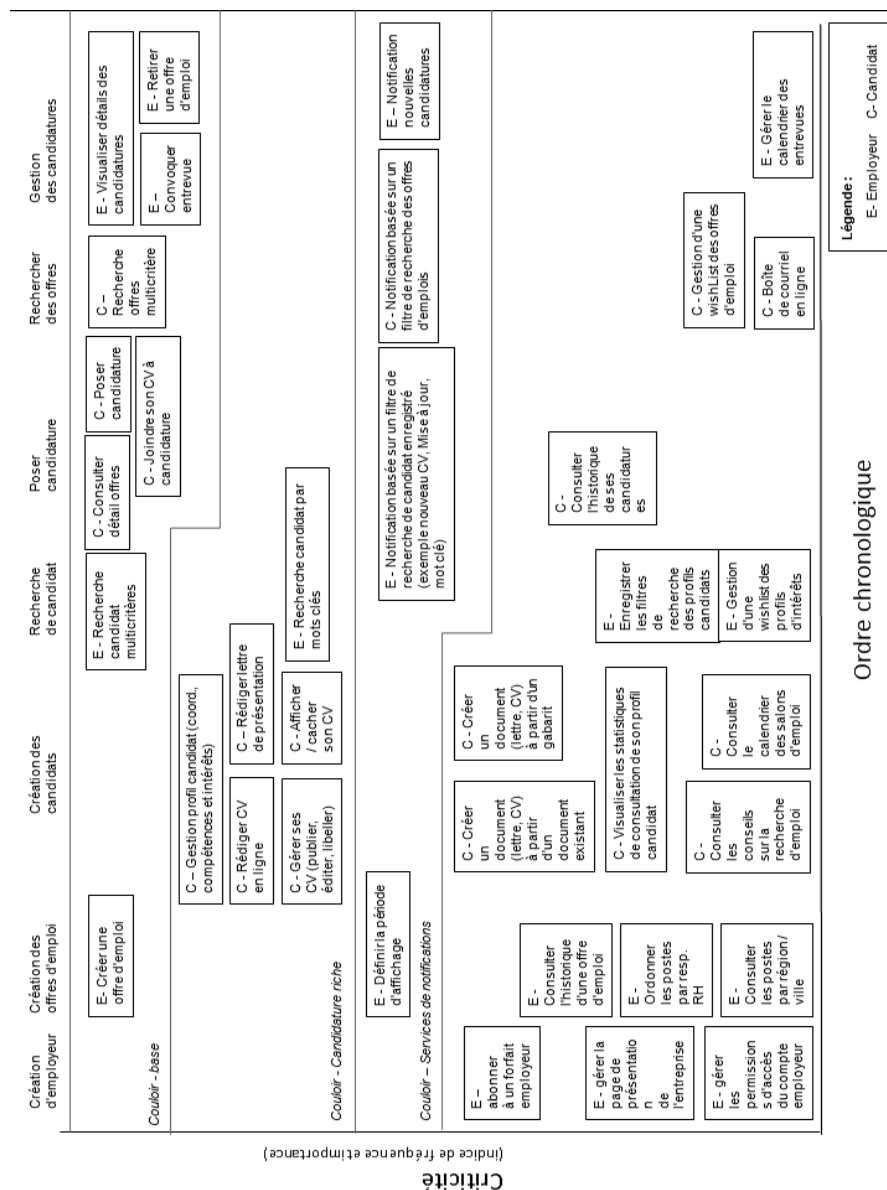 Création
d'employeur
Création des
offres d'emploi
Création des
candidats
Recherche
de candidat
Poser
candidature
Rechercher
des offres
Gestion
des candidatures
E- Créer une
offre d'emploi
E - Recherche
candidat
multicritères
C - Consulter
détail offres
C - Poser
candidature
C - Joindre son CV à
candidature
C –
Recherche
offres
multicritère
E - Visualiser détails des
candidatures
E –
Convoquer
entrevue
E - Retirer
une offre
d'emploi
Couloir - base
C – Gestion profil candidat (coord.,
compétences et intérêts)
C - Rédiger CV
en ligne
C – Rédiger lettre
de présentation
C - Gérer ses
CV (publier,
éditer, libeller)
C - Afficher
/ cacher
son CV
E - Recherche candidat par
mots clés
Couloir - Candidature riche
E - Définir la période
d'affichage
E - Notification basée sur un filtre de
recherche de candidat enregistré
(exemple nouveau CV, Mise à jour,
mot clé)
C - Notification basée sur un
filtre de recherche des offres
d'emplois
E – Notification
nouvelles
candidatures
Couloir – Services de notifications
E –
abonner
à un forfait
employeur
E - gérer la
page de
présentatio
n de
l'entreprise
E - gérer
les
permission
s d'accès
du compte
employeur
E -
Consulter
l'historique
d'une offre
d'emploi
E -
Ordonner
les postes
par resp.
RH
E -
Consulter
les postes
par région/
ville
C - Créer
un
document
(lettre, CV)
à partir
d'un
document
existant
C - Créer
un
document
(lettre, CV)
à partir d'un
gabarit
C - Visualiser les statistiques
de consultation de son profil
candidat
C -
Consulter
les
conseils
sur la
recherche
d'emploi
C -
Consulter
le
calendrier
des salons
d'emploi
E -
Enregistrer
les filtres
de
recherche
des profils
candidats
E - Gestion
d'une
wishlist des
profils
d'intérêts
C -
Consulter
l'historique
de ses
candidatur
es
C - Gestion d'une
wishList des offres
d'emploi
C - Boîte
de courriel
en ligne
E - Gérer le
calendrier des
entrevues
Criticité
(indice de fréquence et importance)
Ordre chronologique
Légende :
E- Employeur C- Candidat